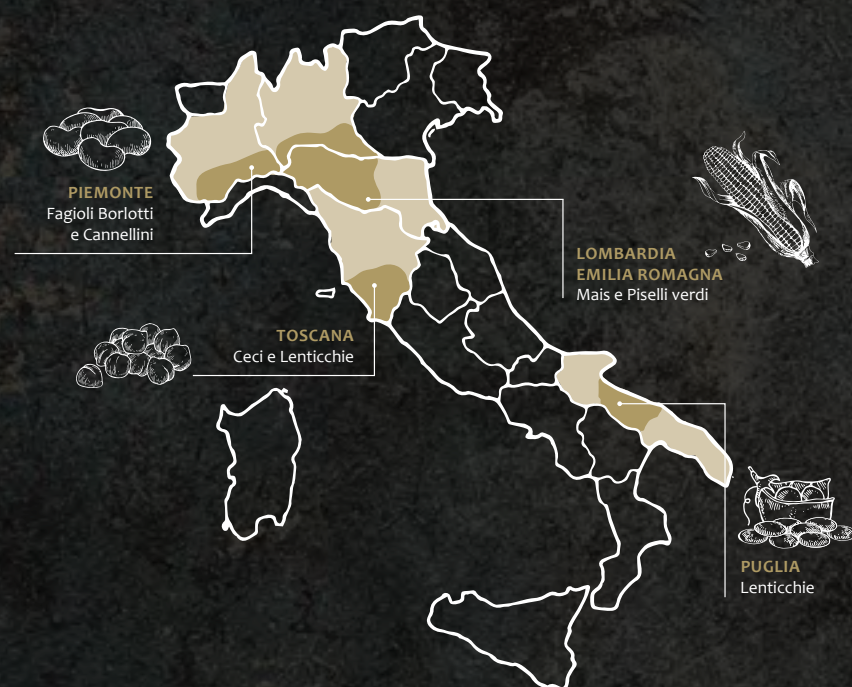 PIEMONTE
Fagioli Borlotti
e Cannellini
LOMBARDIA
EMILIA ROMAGNA
Mais e Piselli verdi
TOSCANA
Ceci e Lenticchie
PUGLIA
Lenticchie